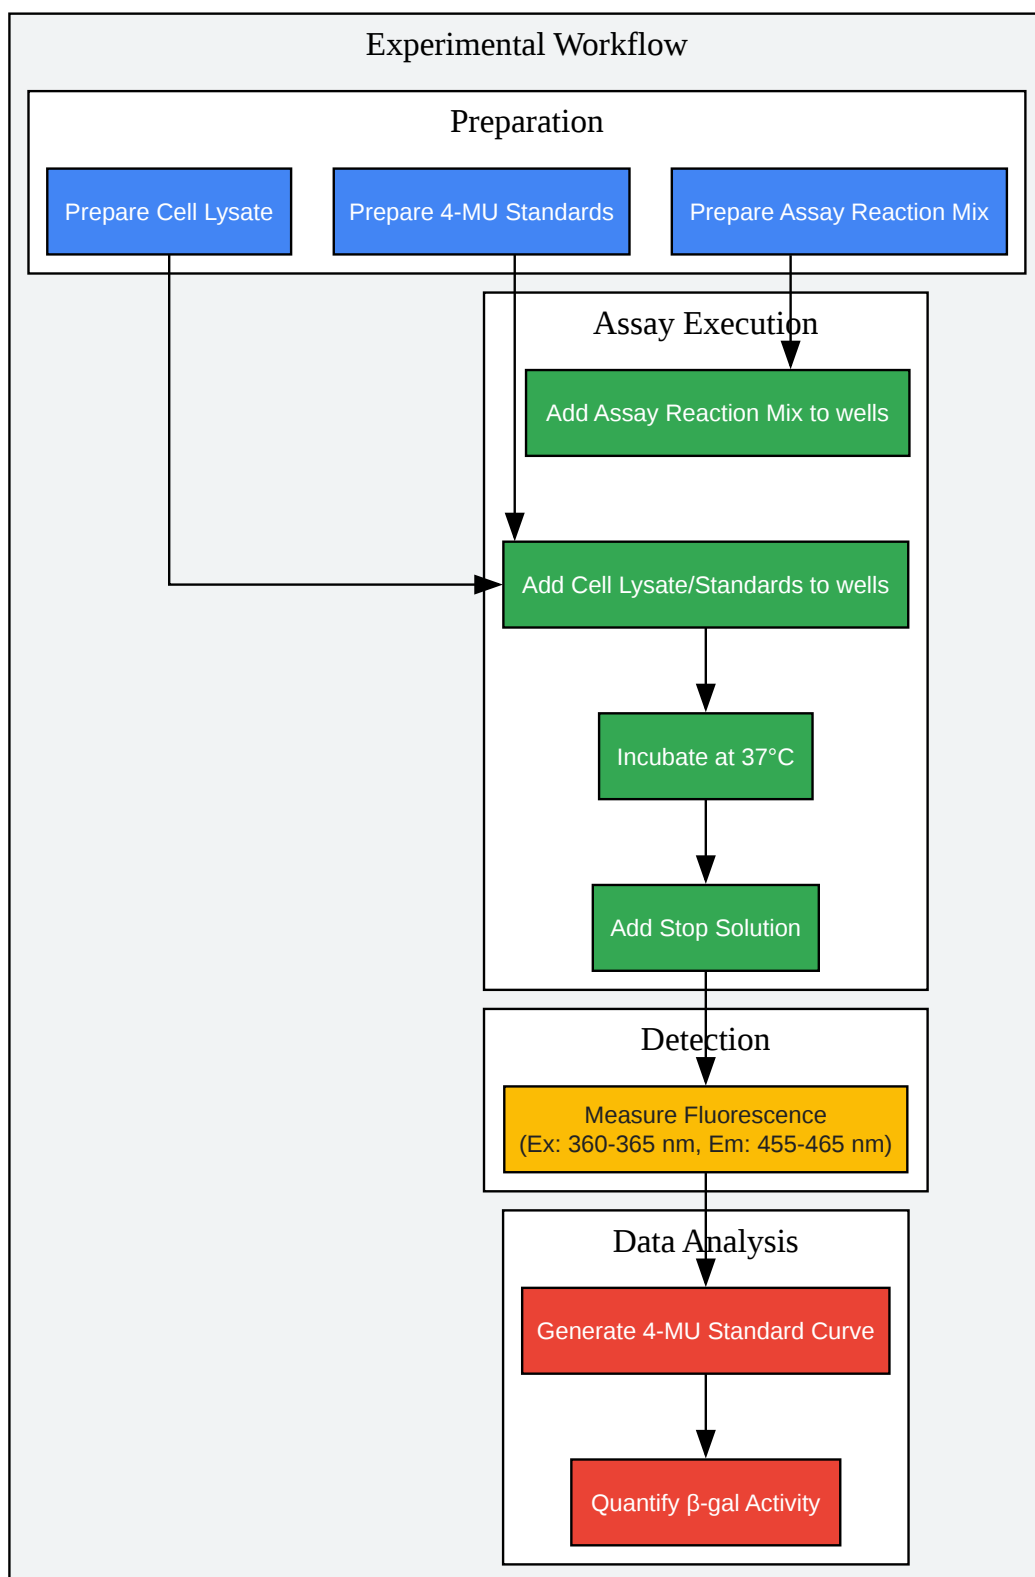 Experimental Workflow
Preparation
Prepare Cell Lysate
Prepare 4-MU Standards
Prepare Assay Reaction Mix
Assay Execution
Add Assay Reaction Mix to wells
Add Cell Lysate/Standards to wells
Incubate at 37°C
Add Stop Solution
Detection
Measure Fluorescence
(Ex: 360-365 nm, Em: 455-465 nm)
Data Analysis
Generate 4-MU Standard Curve
Quantify β-gal Activity